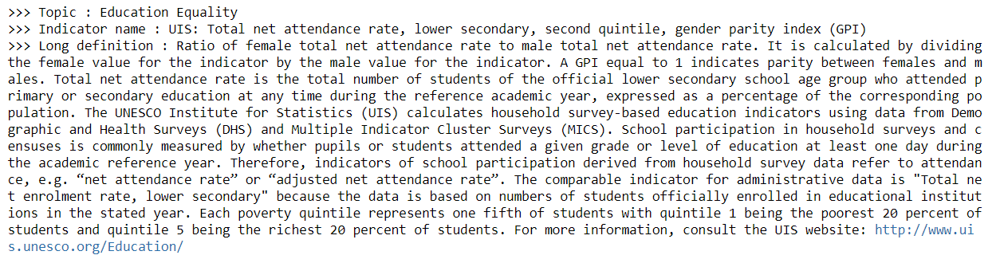 >>> Topic : Education Equality
>>> Indicator name : UIS: Total net attendance rate, lower secondary, second quintile, gender parity index (GPI)
>>> Long definition : Ratio of female total net attendance rate to male total net attendance rate. It is calculated by dividing
the female value for the indicator by the male value for the indicator. A GPI equal to 1 indicates parity between females and m
ales. Total net attendance rate is the total number of students of the official lower secondary school age group who attended p
rimary or secondary education at any time during the reference academic year, expressed as a percentage of the corresponding po
pulation. The UNESCO Institute for Statistics (UIS) calculates household survey-based education indicators using data from Demo
graphic and Health Surveys (DHS) and Multiple Indicator Cluster Surveys (MICS). School participation in household surveys and c
ensuses is commonly measured by whether pupils or students attended a given grade or level of education at least one day during
the academic reference year. Therefore, indicators of school participation derived from household survey data refer to attendan
ce, e.g. “net attendance rate” or “adjusted net attendance rate”. The comparable indicator for administrative data is "Total ne
t enrolment rate, lower secondary" because the data is based on numbers of students officially enrolled in educational institut
ions in the stated year. Each poverty quintile represents one fifth of students with quintile 1 being the poorest 20 percent of
students and quintile 5 being the richest 20 percent of students. For more information, consult the UIS website: http://www.ui
s.unesco.org/Education/